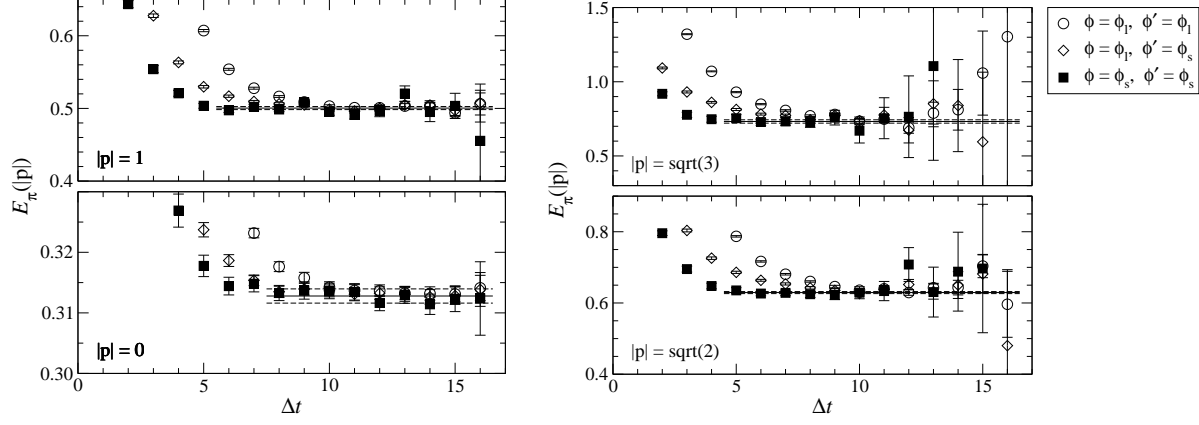 0.6
0.5
0.4
|p| = 1
E_π(|p|)
0.32
0.31
0.30
|p| = 0
0 5 10 15
Δt
1.5
1.0
0.5
|p| = sqrt(3)
E_π(|p|)
0.8
0.6
0.4
|p| = sqrt(2)
0 5 10 15
Δt
ϕ = ϕ_l, ϕ′ = ϕ_l
ϕ = ϕ_l, ϕ′ = ϕ_s
ϕ = ϕ_s, ϕ′ = ϕ_s